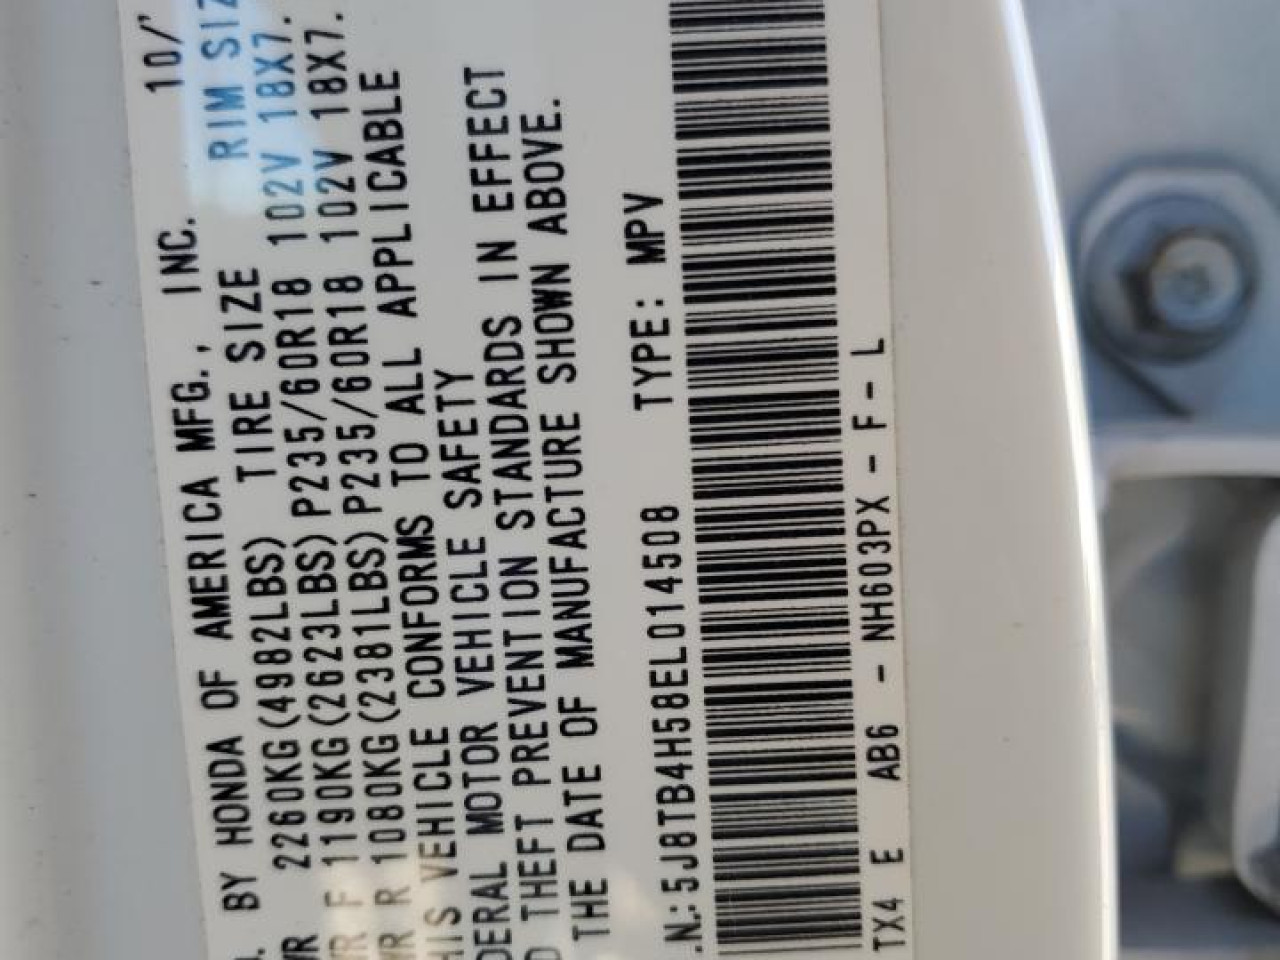 BY HONDA OF AMERICA MFG., INC. 10/
TIRE SIZE RIM SIZ
2260KG(4982LBS)
F 1190KG(2623LBS) P235/60R18 102V 18X7.
R 1080KG(2381LBS) P235/60R18 102V 18X7.
HIS VEHICLE CONFORMS TO ALL APPLICABLE
DERAL MOTOR VEHICLE SAFETY
THEFT PREVENTION STANDARDS IN EFFECT
THE DATE OF MANUFACTURE SHOWN ABOVE.
.N.: 5J8TB4H58EL014508 TYPE: MPV
TX4 E AB6 - NH603PX - F - L